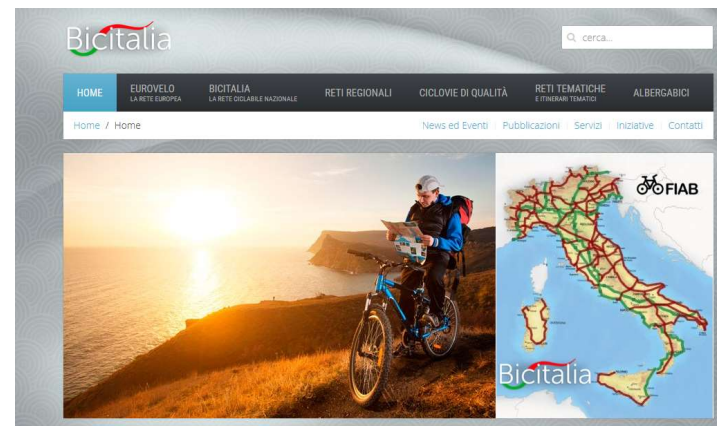 Bicitalia
cerca...
HOME
EUROVELO
LA RETE EUROPEA
BICITALIA
LA RETE CICLABILE NAZIONALE
RETI REGIONALI
CICLOVIE DI QUALITÀ
RETI TEMATICHE
E ITINERARI TEMATICI
ALBERGABICI
Home / Home
News ed Eventi
Pubblicazioni
Servizi
Iniziative
Contatti
FIAB
Bicitalia